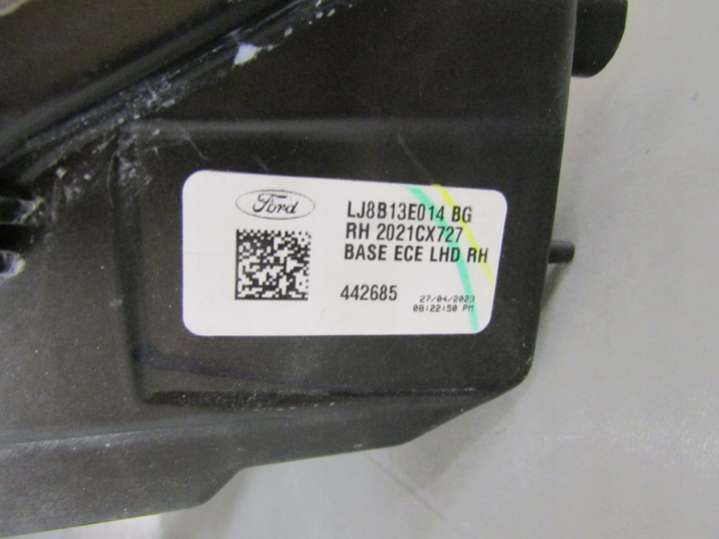 Ford
LJ8B13E014 BG
RH 2021CX727
BASE ECE LHD RH
442685
27/04/2023
08:22:50 PM